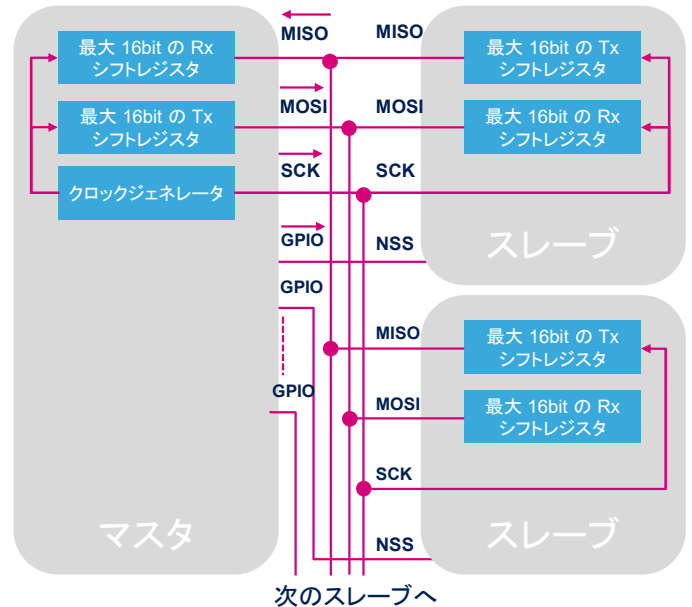 MISO
MISO
最大 16bit の Rx
シフトレジスタ
最大 16bit の Tx
シフトレジスタ
MOSI
MOSI
最大 16bit の Tx
シフトレジスタ
最大 16bit の Rx
シフトレジスタ
SCK
SCK
クロックジェネレータ
GPIO
NSS
スレーブ
GPIO
MISO
最大 16bit の Tx
シフトレジスタ
GPIO
MOSI
最大 16bit の Rx
シフトレジスタ
SCK
マスタ
NSS
スレーブ
次のスレーブへ